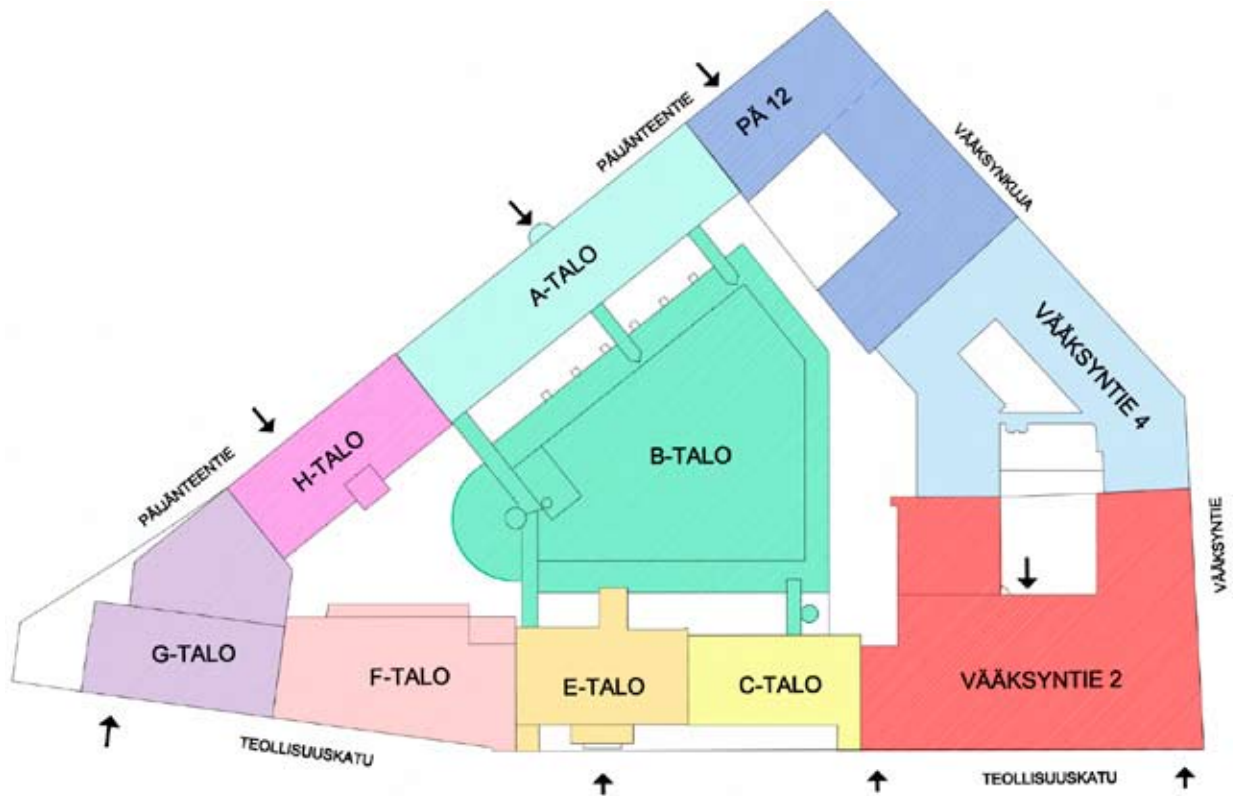 PÄ 12
PÄIJÄNTEENTIE
VÄÄKSYNKUJA
A-TALO
VÄÄKSYNTIE 4
H-TALO
B-TALO
PÄIJÄNTEENTIE
VÄÄKSYNTIE
G-TALO
F-TALO
E-TALO
C-TALO
VÄÄKSYNTIE 2
TEOLLISUUSKATU
TEOLLISUUSKATU